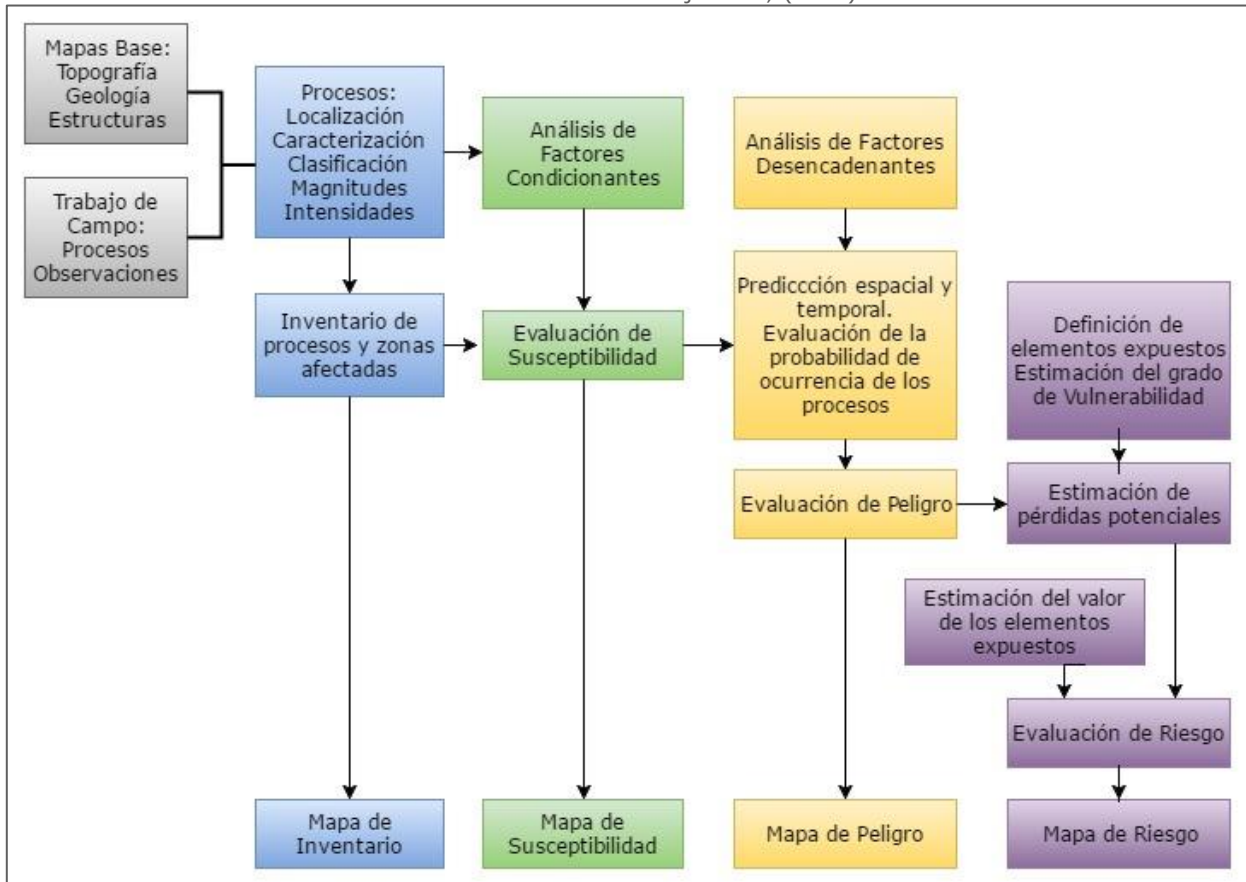 Mapas Base:
Topografía
Geología
Estructuras
Trabajo de
Campo:
Procesos
Observaciones
Procesos:
Localización
Caracterización
Clasificación
Magnitudes
Intensidades
Inventario de
procesos y zonas
afectadas
Mapa de
Inventario
Análisis de
Factores
Condicionantes
Evaluación de
Susceptibilidad
Mapa de
Susceptibilidad
Análisis de Factores
Desencadenantes
Prediccción espacial y
temporal.
Evaluación de la
probabilidad de
ocurrencia de los
procesos
Evaluación de Peligro
Mapa de Peligro
Definición de
elementos expuestos
Estimación del grado
de Vulnerabilidad
Estimación de
pérdidas potenciales
Estimación del valor
de los elementos
expuestos
Evaluación de Riesgo
Mapa de Riesgo